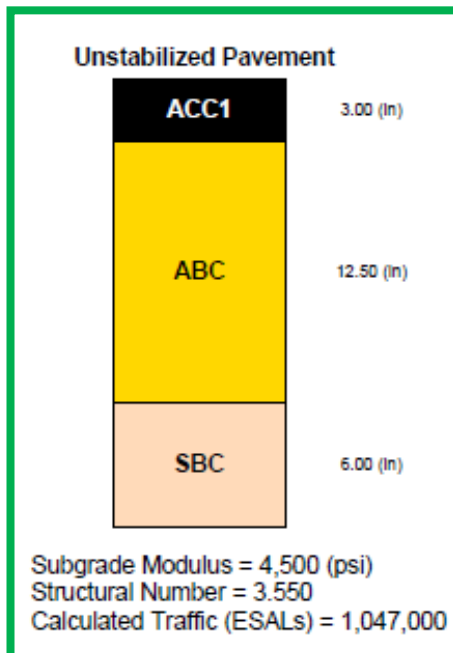 Unstabilized Pavement
ACC1 3.00 (in)
ABC 12.50 (in)
SBC 6.00 (in)
Subgrade Modulus = 4,500 (psi)
Structural Number = 3.550
Calculated Traffic (ESALs) = 1,047,000